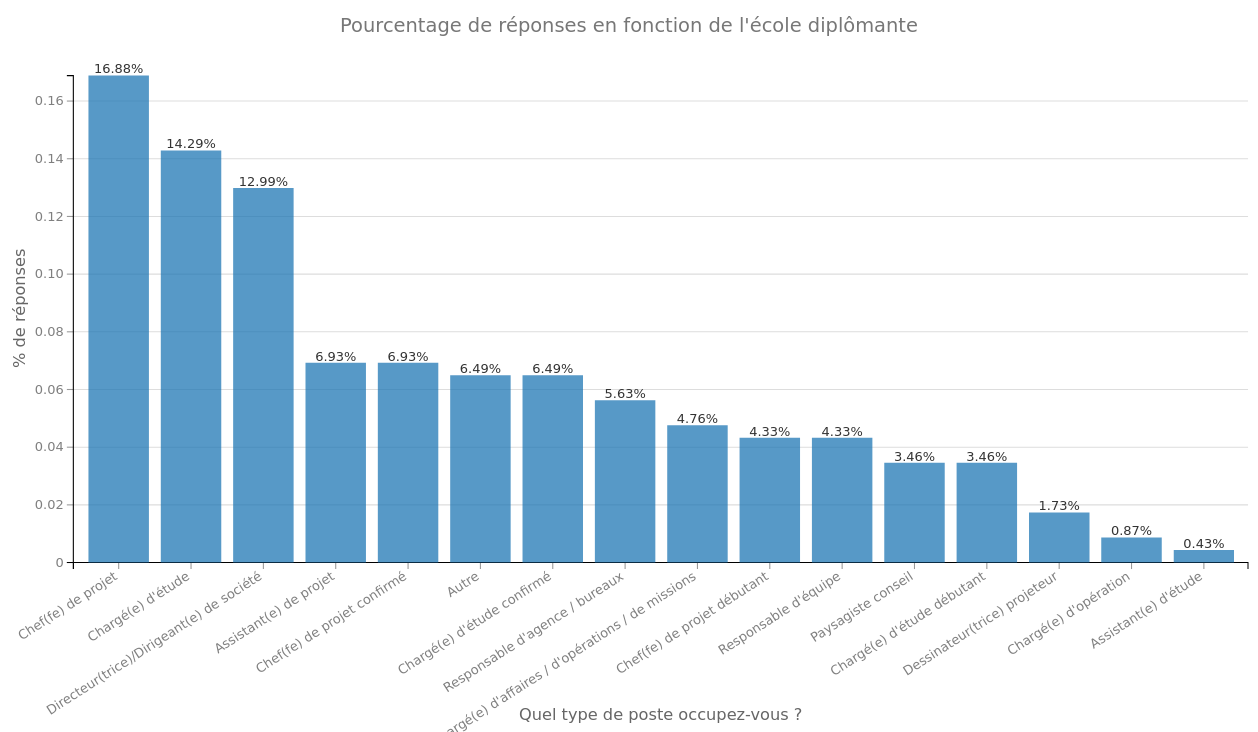 Pourcentage de réponses en fonction de l'école diplômante
% de réponses
0.16
0.14
0.12
0.10
0.08
0.06
0.04
0.02
0
16.88%
14.29%
12.99%
6.93%
6.93%
6.49%
6.49%
5.63%
4.76%
4.33%
4.33%
3.46%
3.46%
1.73%
0.87%
0.43%
Chef(fe) de projet
Chargé(e) d'étude
Directeur(trice)/Dirigeant(e) de société
Assistant(e) de projet
Chef(fe) de projet confirmé
Autre
Chargé(e) d'étude confirmé
Responsable d'agence / bureaux
argé(e) d'affaires / d'opérations / de missions
Chef(fe) de projet débutant
Responsable d'équipe
Paysagiste conseil
Chargé(e) d'étude débutant
Dessinateur(trice) projeteur
Chargé(e) d'opération
Assistant(e) d'étude
Quel type de poste occupez-vous ?